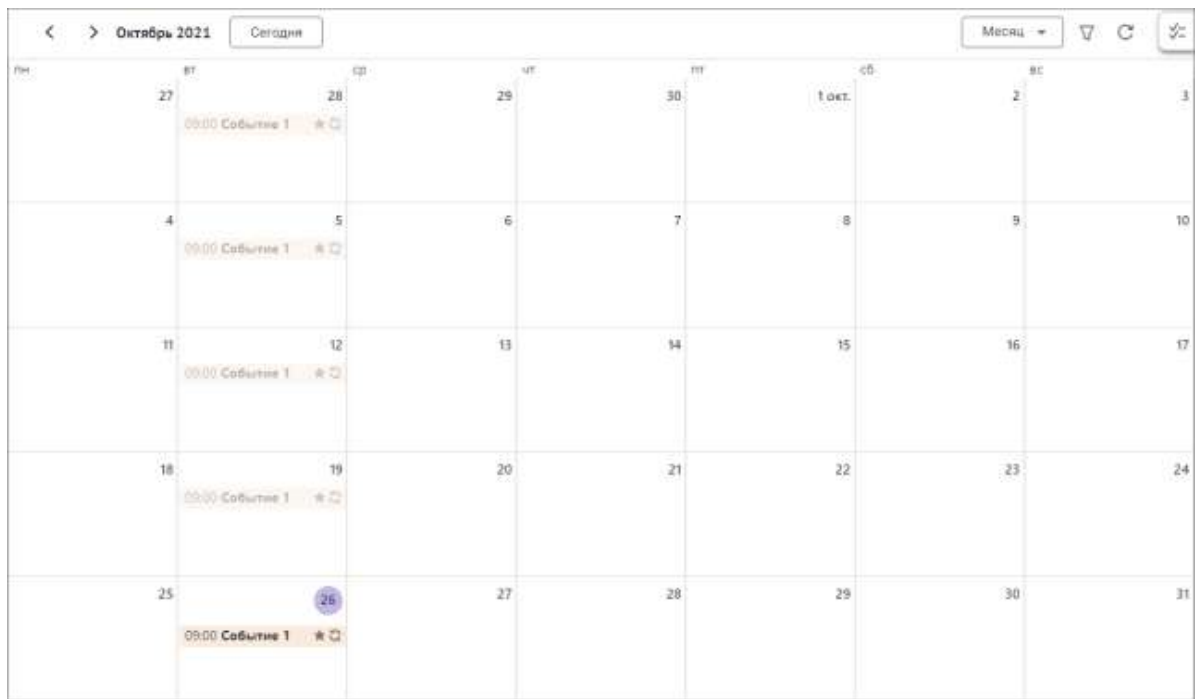 Октябрь 2021 Сегодня Месяц
пн вт ср чт пт сб вс
27 28 29 30 1 окт. 2 3
09:00 Событие 1
4 5 6 7 8 9 10
09:00 Событие 1
11 12 13 14 15 16 17
09:00 Событие 1
18 19 20 21 22 23 24
09:00 Событие 1
25 26 27 28 29 30 31
09:00 Событие 1